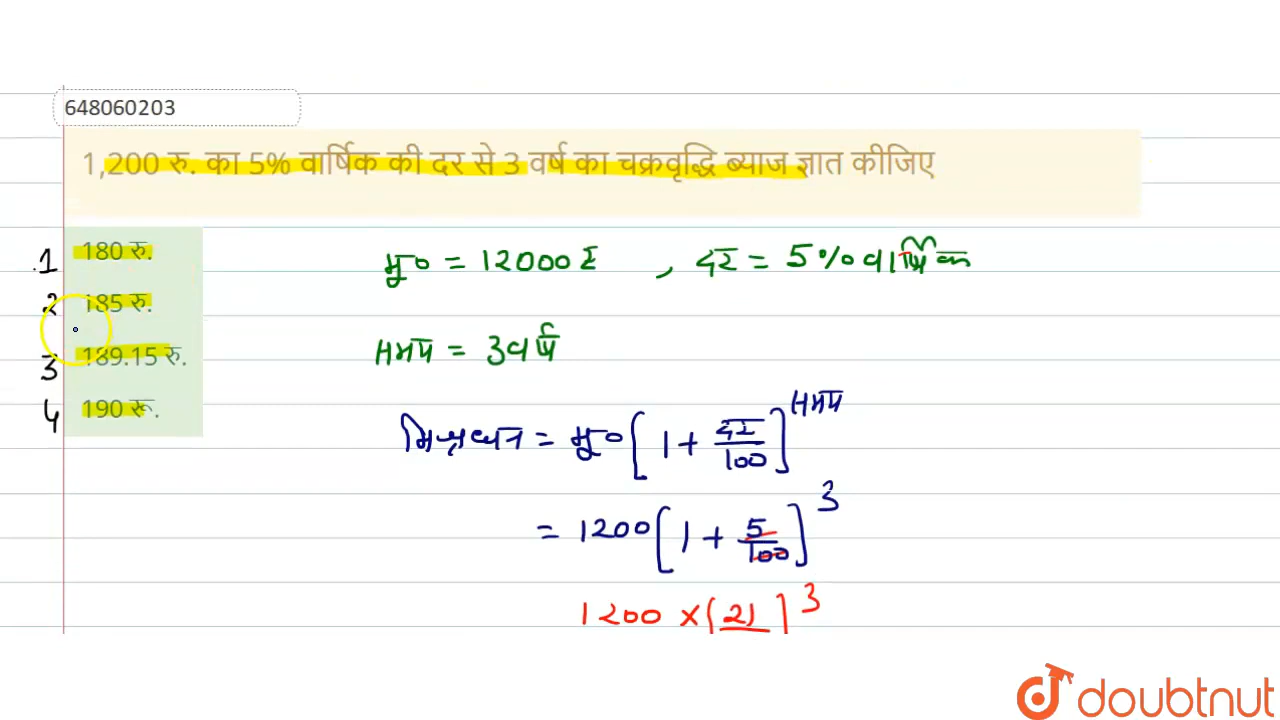 648060203
1,200 रु. का 5% वार्षिक की दर से 3 वर्ष का चक्रवृद्धि ब्याज ज्ञात कीजिए
1 180 रु.
2 185 रु.
3 189.15 रु.
4 190 रू.
मू० = 12000 रु , दर = 5% वार्षिक
समय = 3 वर्ष
मिश्रधन = मू० [1 + दर/100]^समय
= 1200 [1 + 5/100]^3
1200 × [21]^3
doubtnut